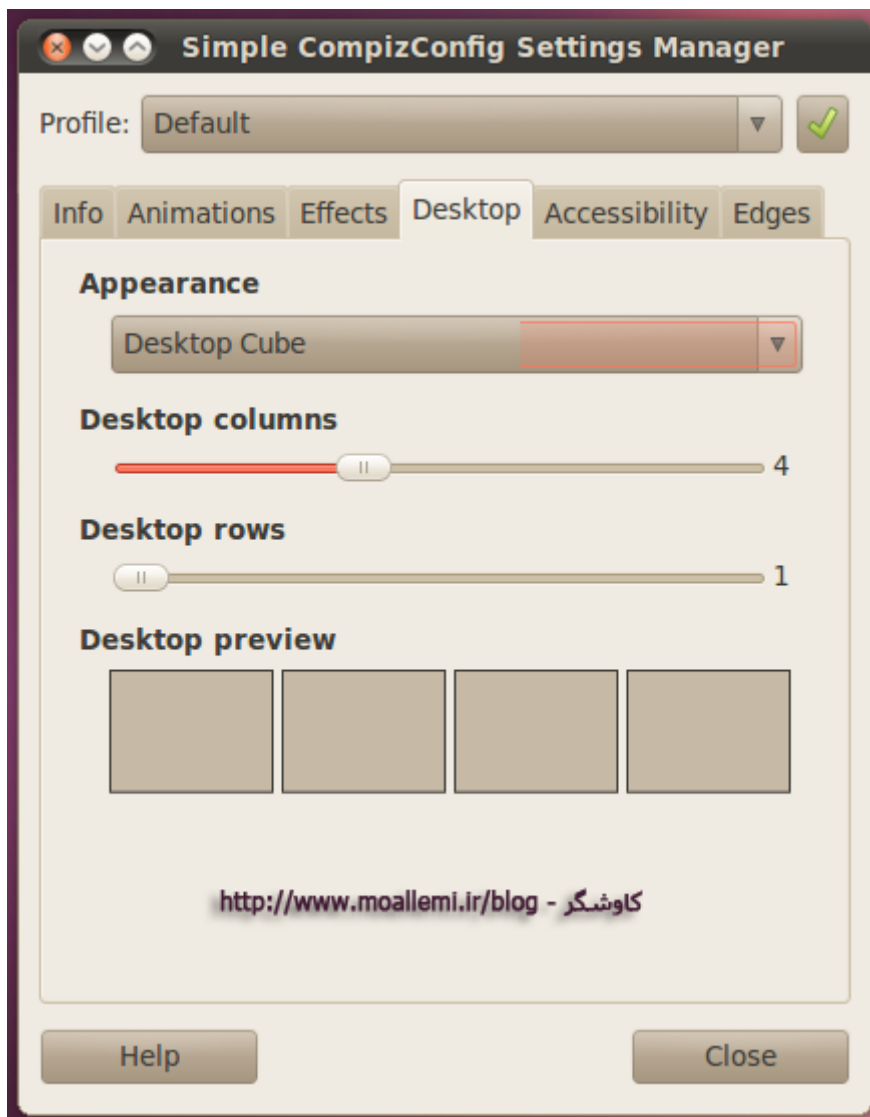 Simple CompizConfig Settings Manager
Profile: Default
Info Animations Effects Desktop Accessibility Edges
Appearance
Desktop Cube
Desktop columns
4
Desktop rows
1
Desktop preview
http://www.moallemi.ir/blog - کاوشگر
Help Close